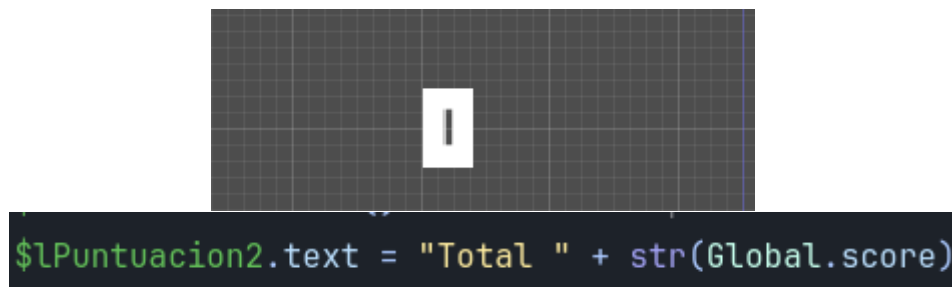 $lPuntuacion2.text = "Total " + str(Global.score)